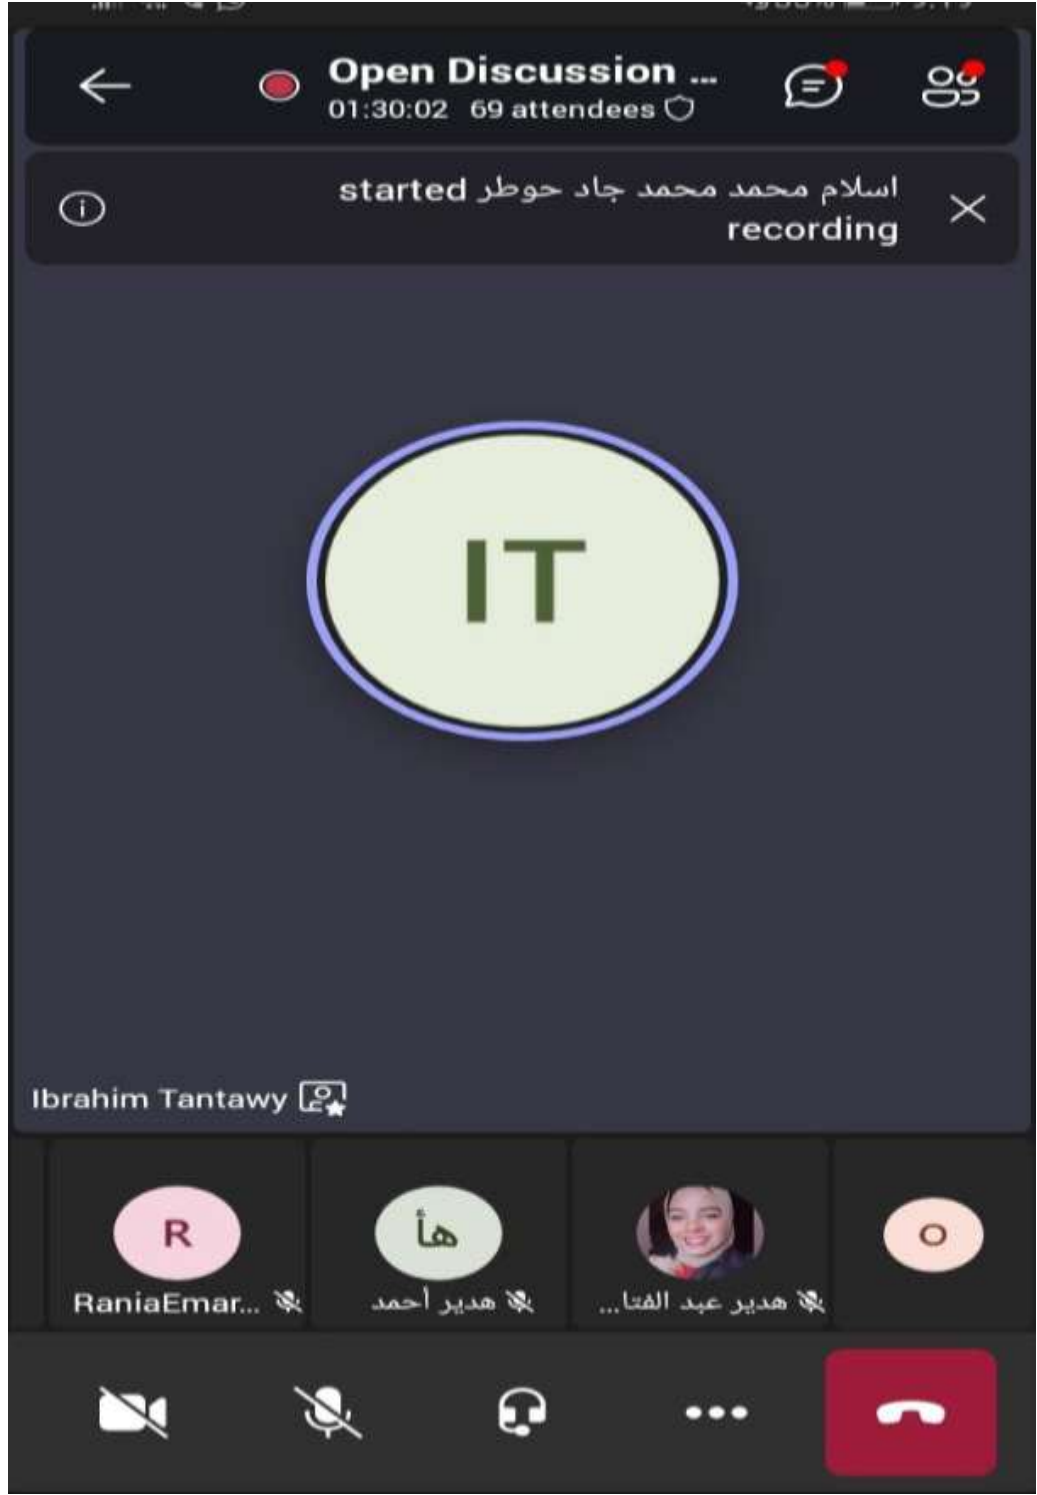 Open Discussion ...
01:30:02 69 attendees
اسلام محمد محمد جاد حوطر started
recording
IT
Ibrahim Tantawy
R
هأ
O
RaniaEmar...
هدير أحمد
هدير عبد الفتا...